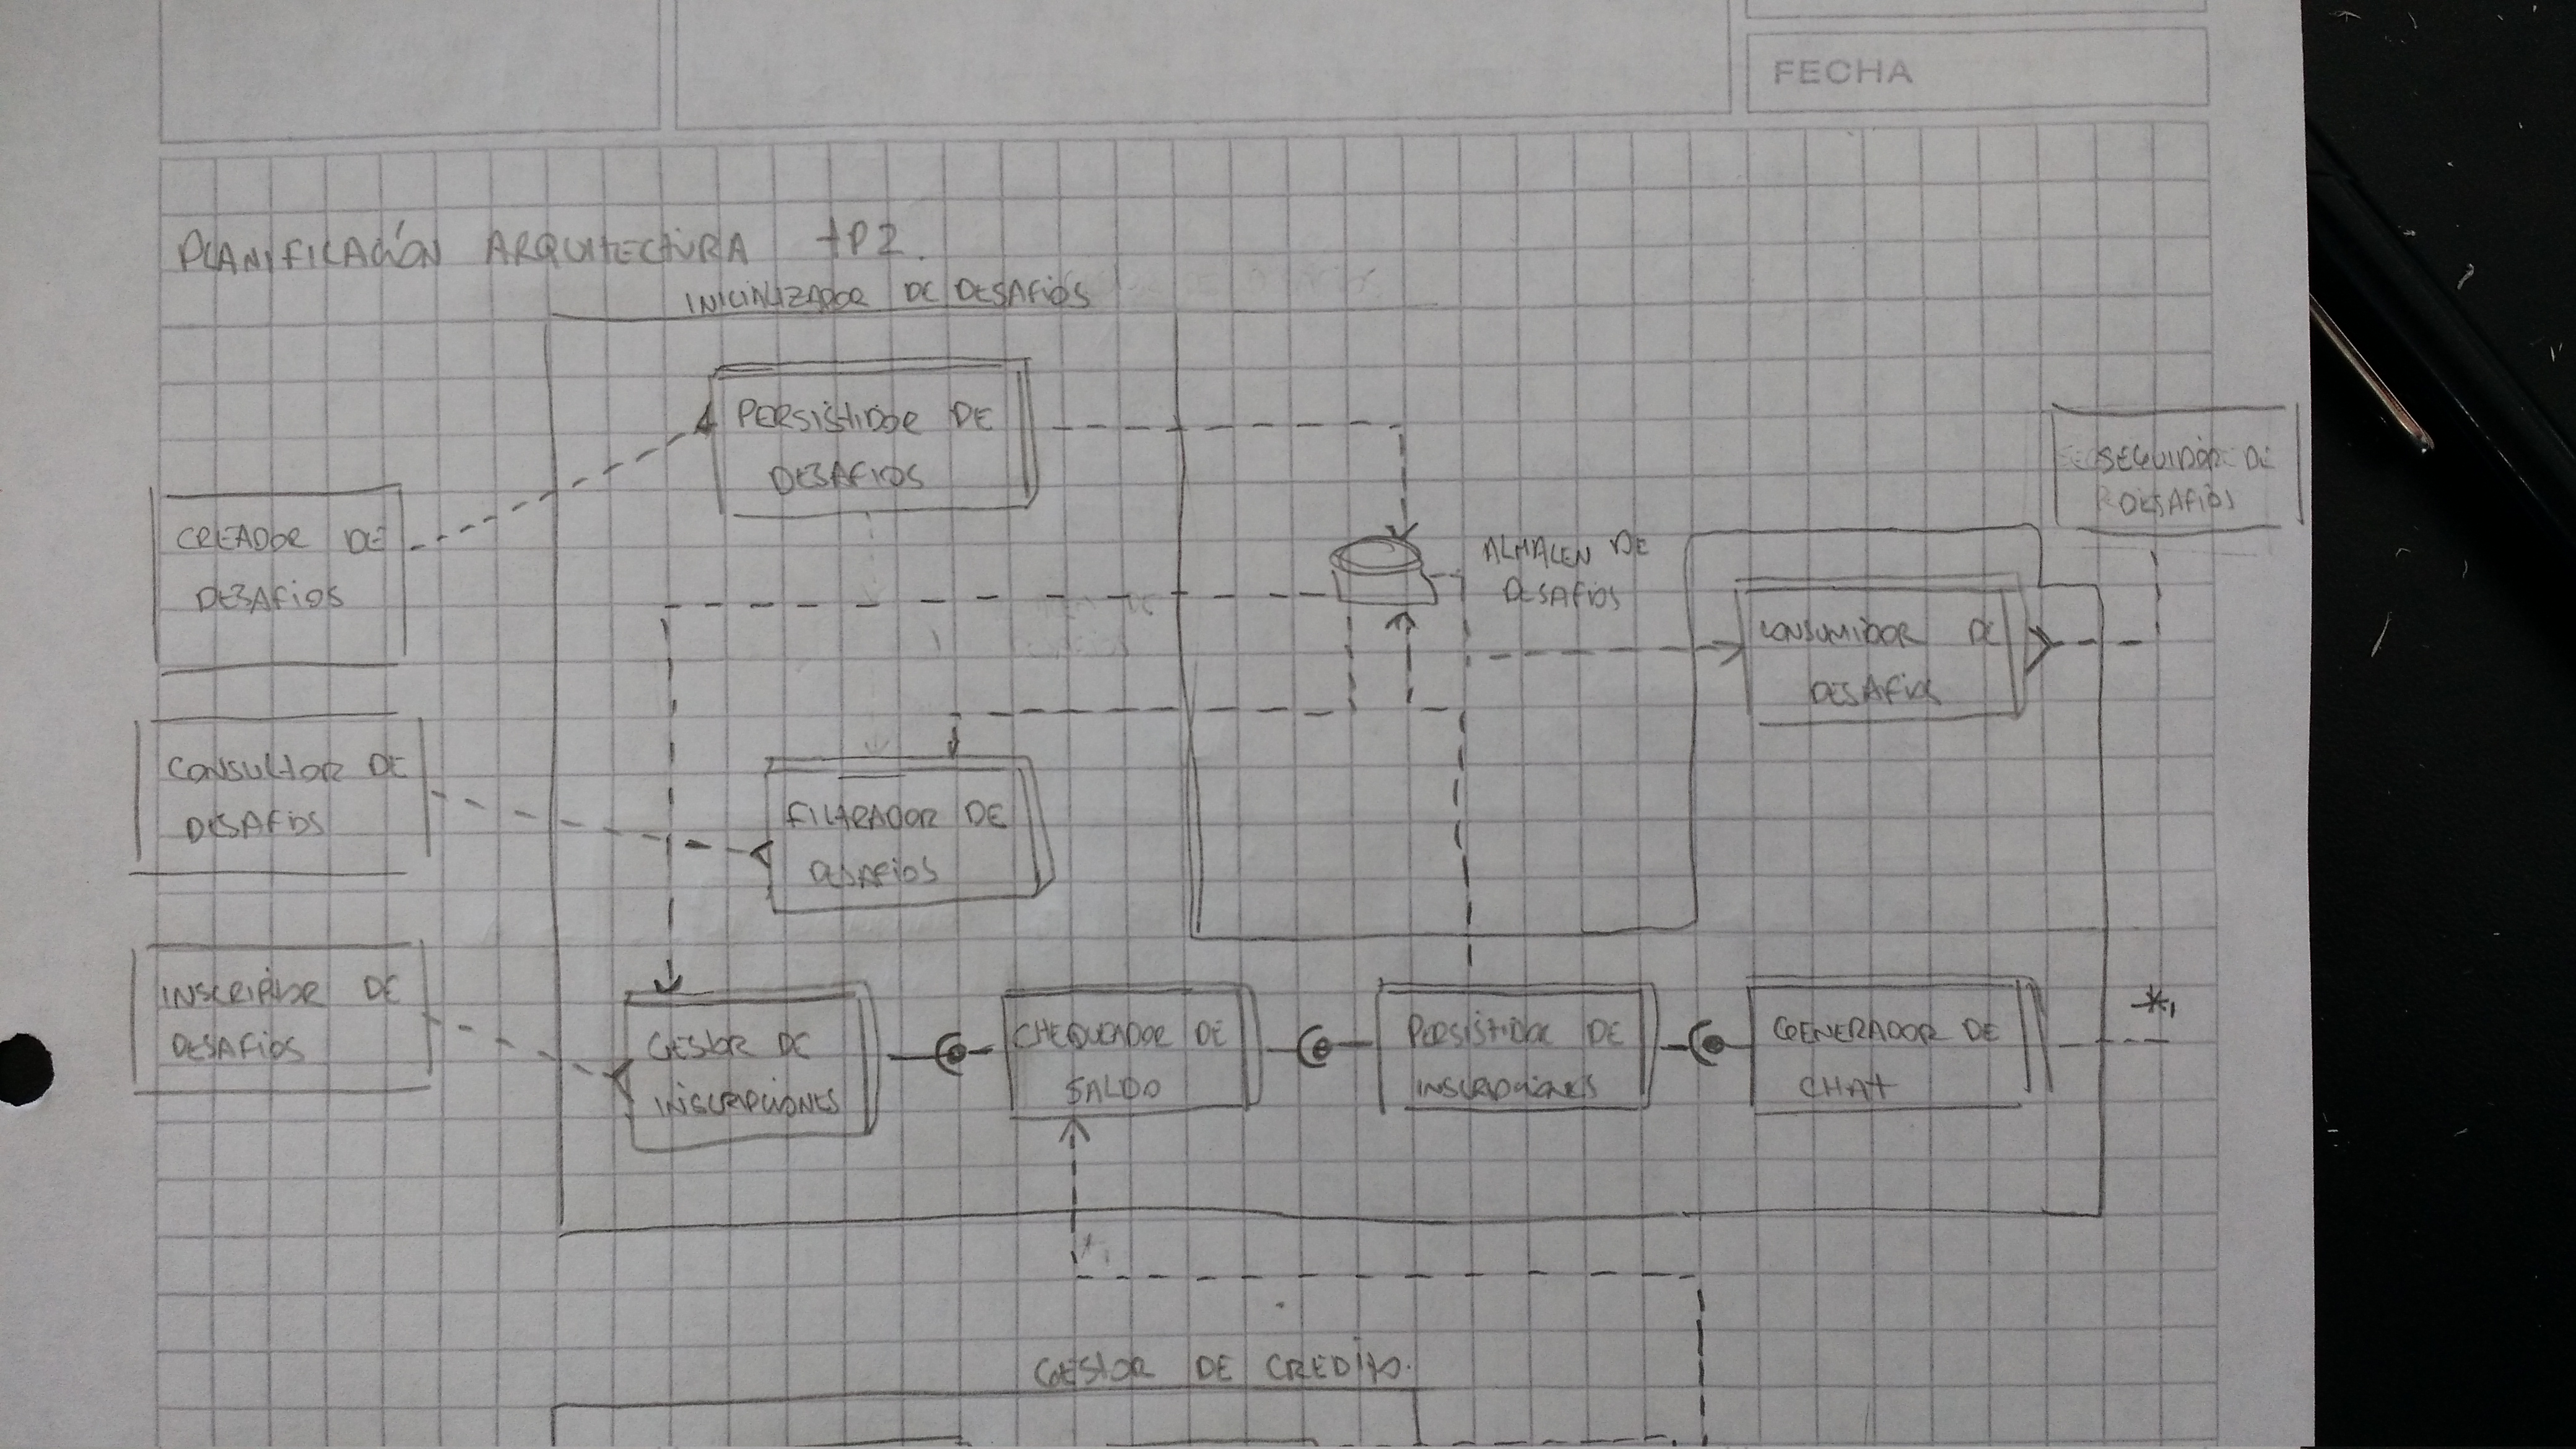 FECHA
PLANIFICACIÓN ARQUITECTURA TP2.
INICIALIZADOR DE DESAFIOS
PERSISTIDOR DE
DESAFIOS
SEGUIDOR DE
DESAFIOS
CREADOR DE
DESAFIOS
ALMACEN DE
DESAFIOS
CONSUMIDOR DE
DESAFIOS
CONSULTOR DE
DESAFIOS
FILTRADOR DE
DESAFIOS
INSCRIPTOR DE
DESAFIOS
GESTOR DE
INSCRIPCIONES
CHEQUEADOR DE
SALDO
PERSISTIDOR DE
INSCRIPCIONES
GENERADOR DE
CHAT
*1
GESTOR DE CREDITO.